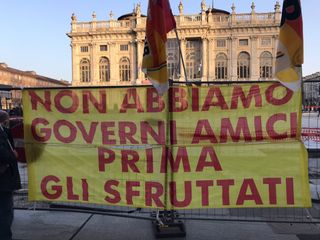 NON ABBIAMO
GOVERNI AMICI
PRIMA
GLI SFRUTTATI